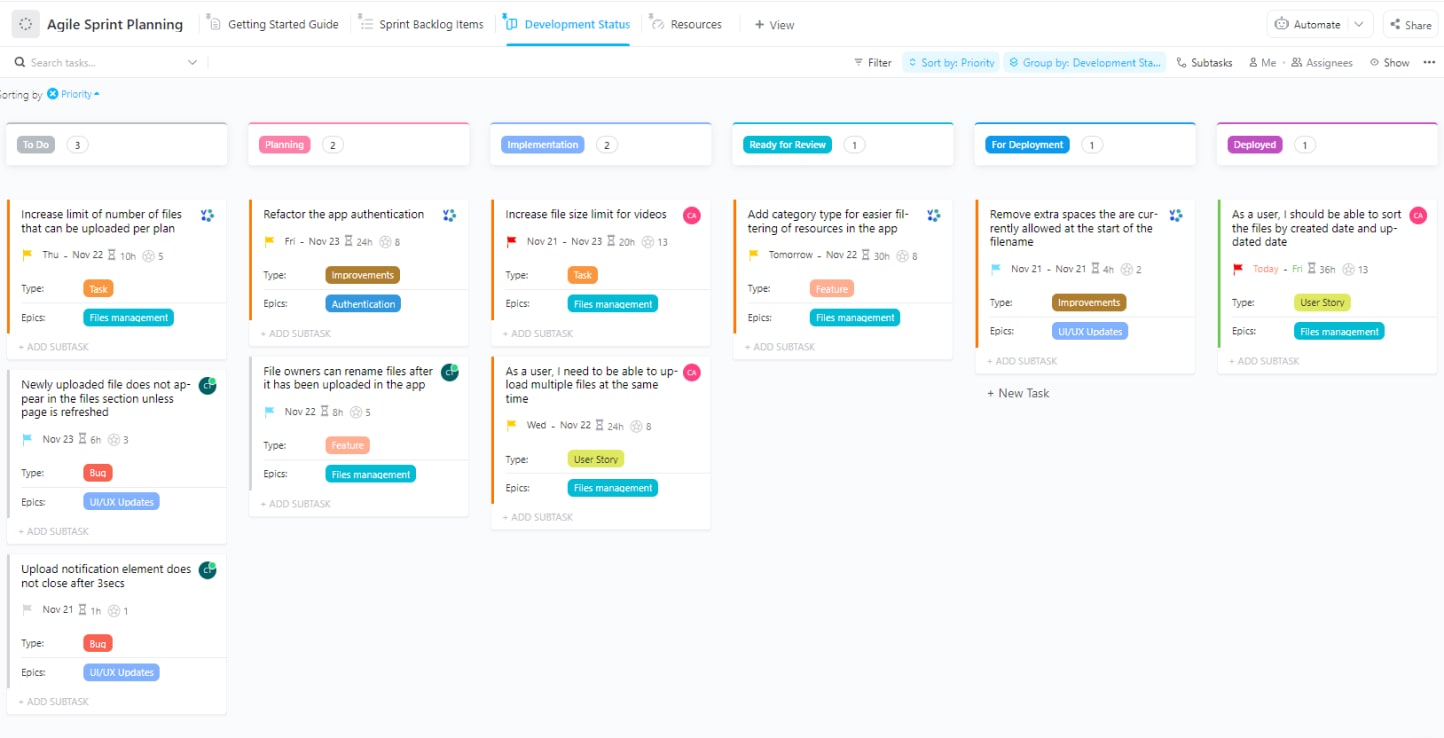 Agile Sprint Planning
Getting Started Guide
Sprint Backlog Items
Development Status
Resources
+ View
Automate
Share
Search tasks...
Filter
Sort by: Priority
Group by: Development Sta...
Subtasks
Me
Assignees
Show
Sorting by Priority
To Do 3
Increase limit of number of files
that can be uploaded per plan
Thu - Nov 22 10h 5
Type: Task
Epics: Files management
+ ADD SUBTASK
Newly uploaded file does not ap-
pear in the files section unless
page is refreshed
CT
Nov 23 6h 3
Type: Bug
Epics: UI/UX Updates
+ ADD SUBTASK
Upload notification element does
not close after 3secs
CT
Nov 21 1h 1
Type: Bug
Epics: UI/UX Updates
+ ADD SUBTASK
Planning 2
Refactor the app authentication
Fri - Nov 23 24h 8
Type: Improvements
Epics: Authentication
+ ADD SUBTASK
File owners can rename files after
it has been uploaded in the app
CT
Nov 22 8h 5
Type: Feature
Epics: Files management
+ ADD SUBTASK
Implementation 2
Increase file size limit for videos
CA
Nov 21 - Nov 23 20h 13
Type: Task
Epics: Files management
+ ADD SUBTASK
As a user, I need to be able to up-
load multiple files at the same
time
CA
Wed - Nov 22 24h 8
Type: User Story
Epics: Files management
+ ADD SUBTASK
Ready for Review 1
Add category type for easier fil-
tering of resources in the app
Tomorrow - Nov 22 30h 8
Type: Feature
Epics: Files management
+ ADD SUBTASK
For Deployment 1
Remove extra spaces the are cur-
rently allowed at the start of the
filename
Nov 21 - Nov 21 4h 2
Type: Improvements
Epics: UI/UX Updates
+ ADD SUBTASK
+ New Task
Deployed 1
As a user, I should be able to sort
the files by created date and up-
dated date
CA
Today - Fri 36h 13
Type: User Story
Epics: Files management
+ ADD SUBTASK